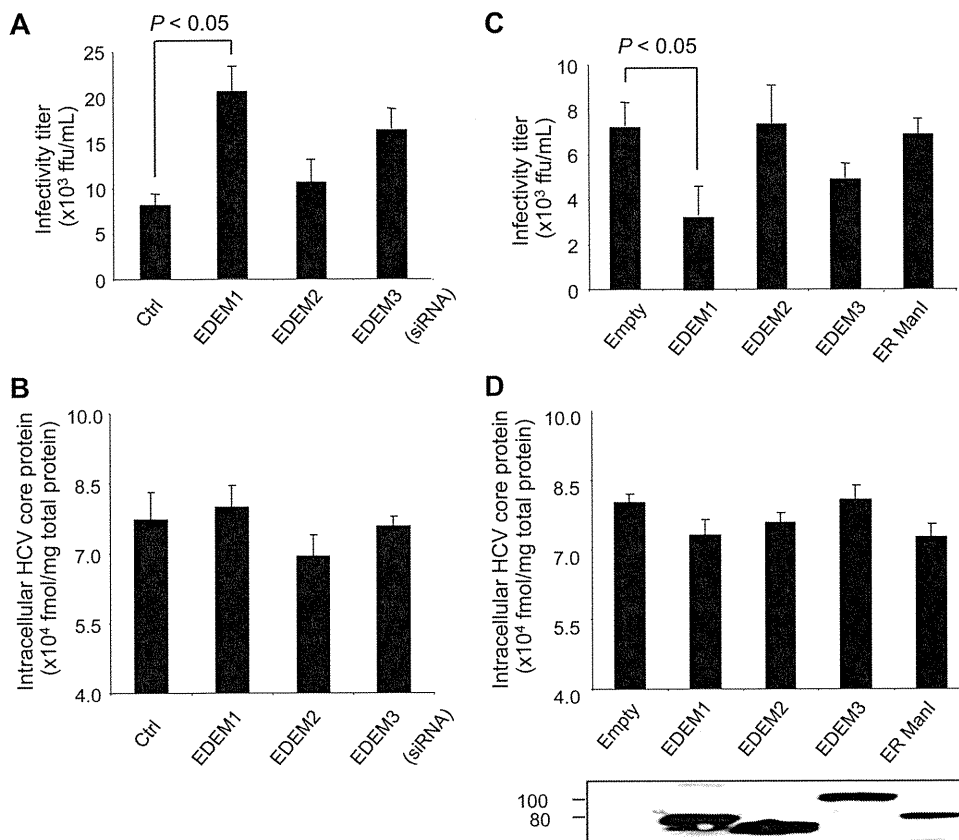 A
P < 0.05
Infectivity titer
(x10³ ffu/mL)
25
20
15
10
5
0
Ctrl
EDEM1
EDEM2
EDEM3
(siRNA)
B
Intracellular HCV core protein
(x10⁴ fmol/mg total protein)
10.0
8.5
7.0
5.5
4.0
Ctrl
EDEM1
EDEM2
EDEM3
(siRNA)
C
P < 0.05
Infectivity titer
(x10³ ffu/mL)
10
8
6
4
2
0
Empty
EDEM1
EDEM2
EDEM3
ER ManI
D
Intracellular HCV core protein
(x10⁴ fmol/mg total protein)
10.0
8.5
7.0
5.5
4.0
Empty
EDEM1
EDEM2
EDEM3
ER ManI
100
80